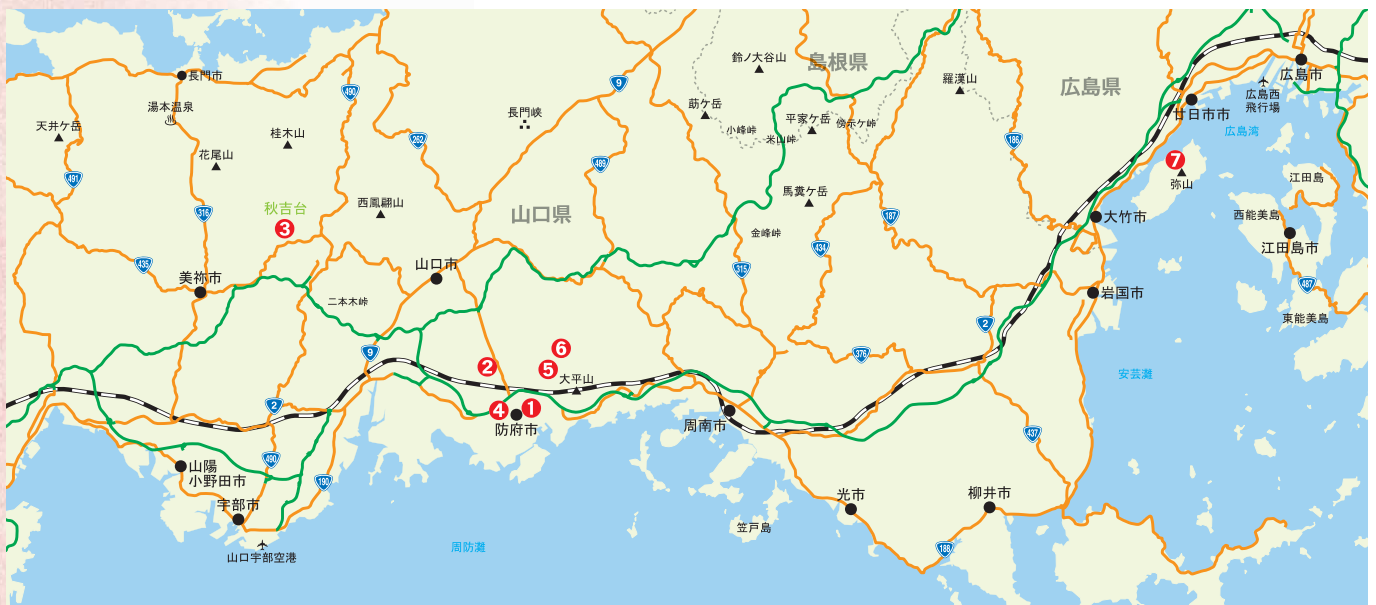 鈴ノ大谷山
島根県
羅漢山
広島県
広島市
広島西
飛行場
廿日市市
広島湾
長門市
湯本温泉
天井ケ岳
桂木山
花尾山
490
9
262
長門峡
莇ケ岳
小峰峠
米山峠
平家ケ岳
傍示ケ峠
186
489
491
316
7
弥山
江田島
西能美島
江田島市
487
東能美島
秋吉台
3
西鳳翩山
山口県
馬糞ケ岳
金峰峠
187
434
315
大竹市
435
美祢市
山口市
二本木峠
岩国市
2
9
376
安芸灘
2
6
5
大平山
4
1
防府市
周南市
2
490
190
437
山陽
小野田市
宇部市
山口宇部空港
周防灘
笠戸島
光市
柳井市
188